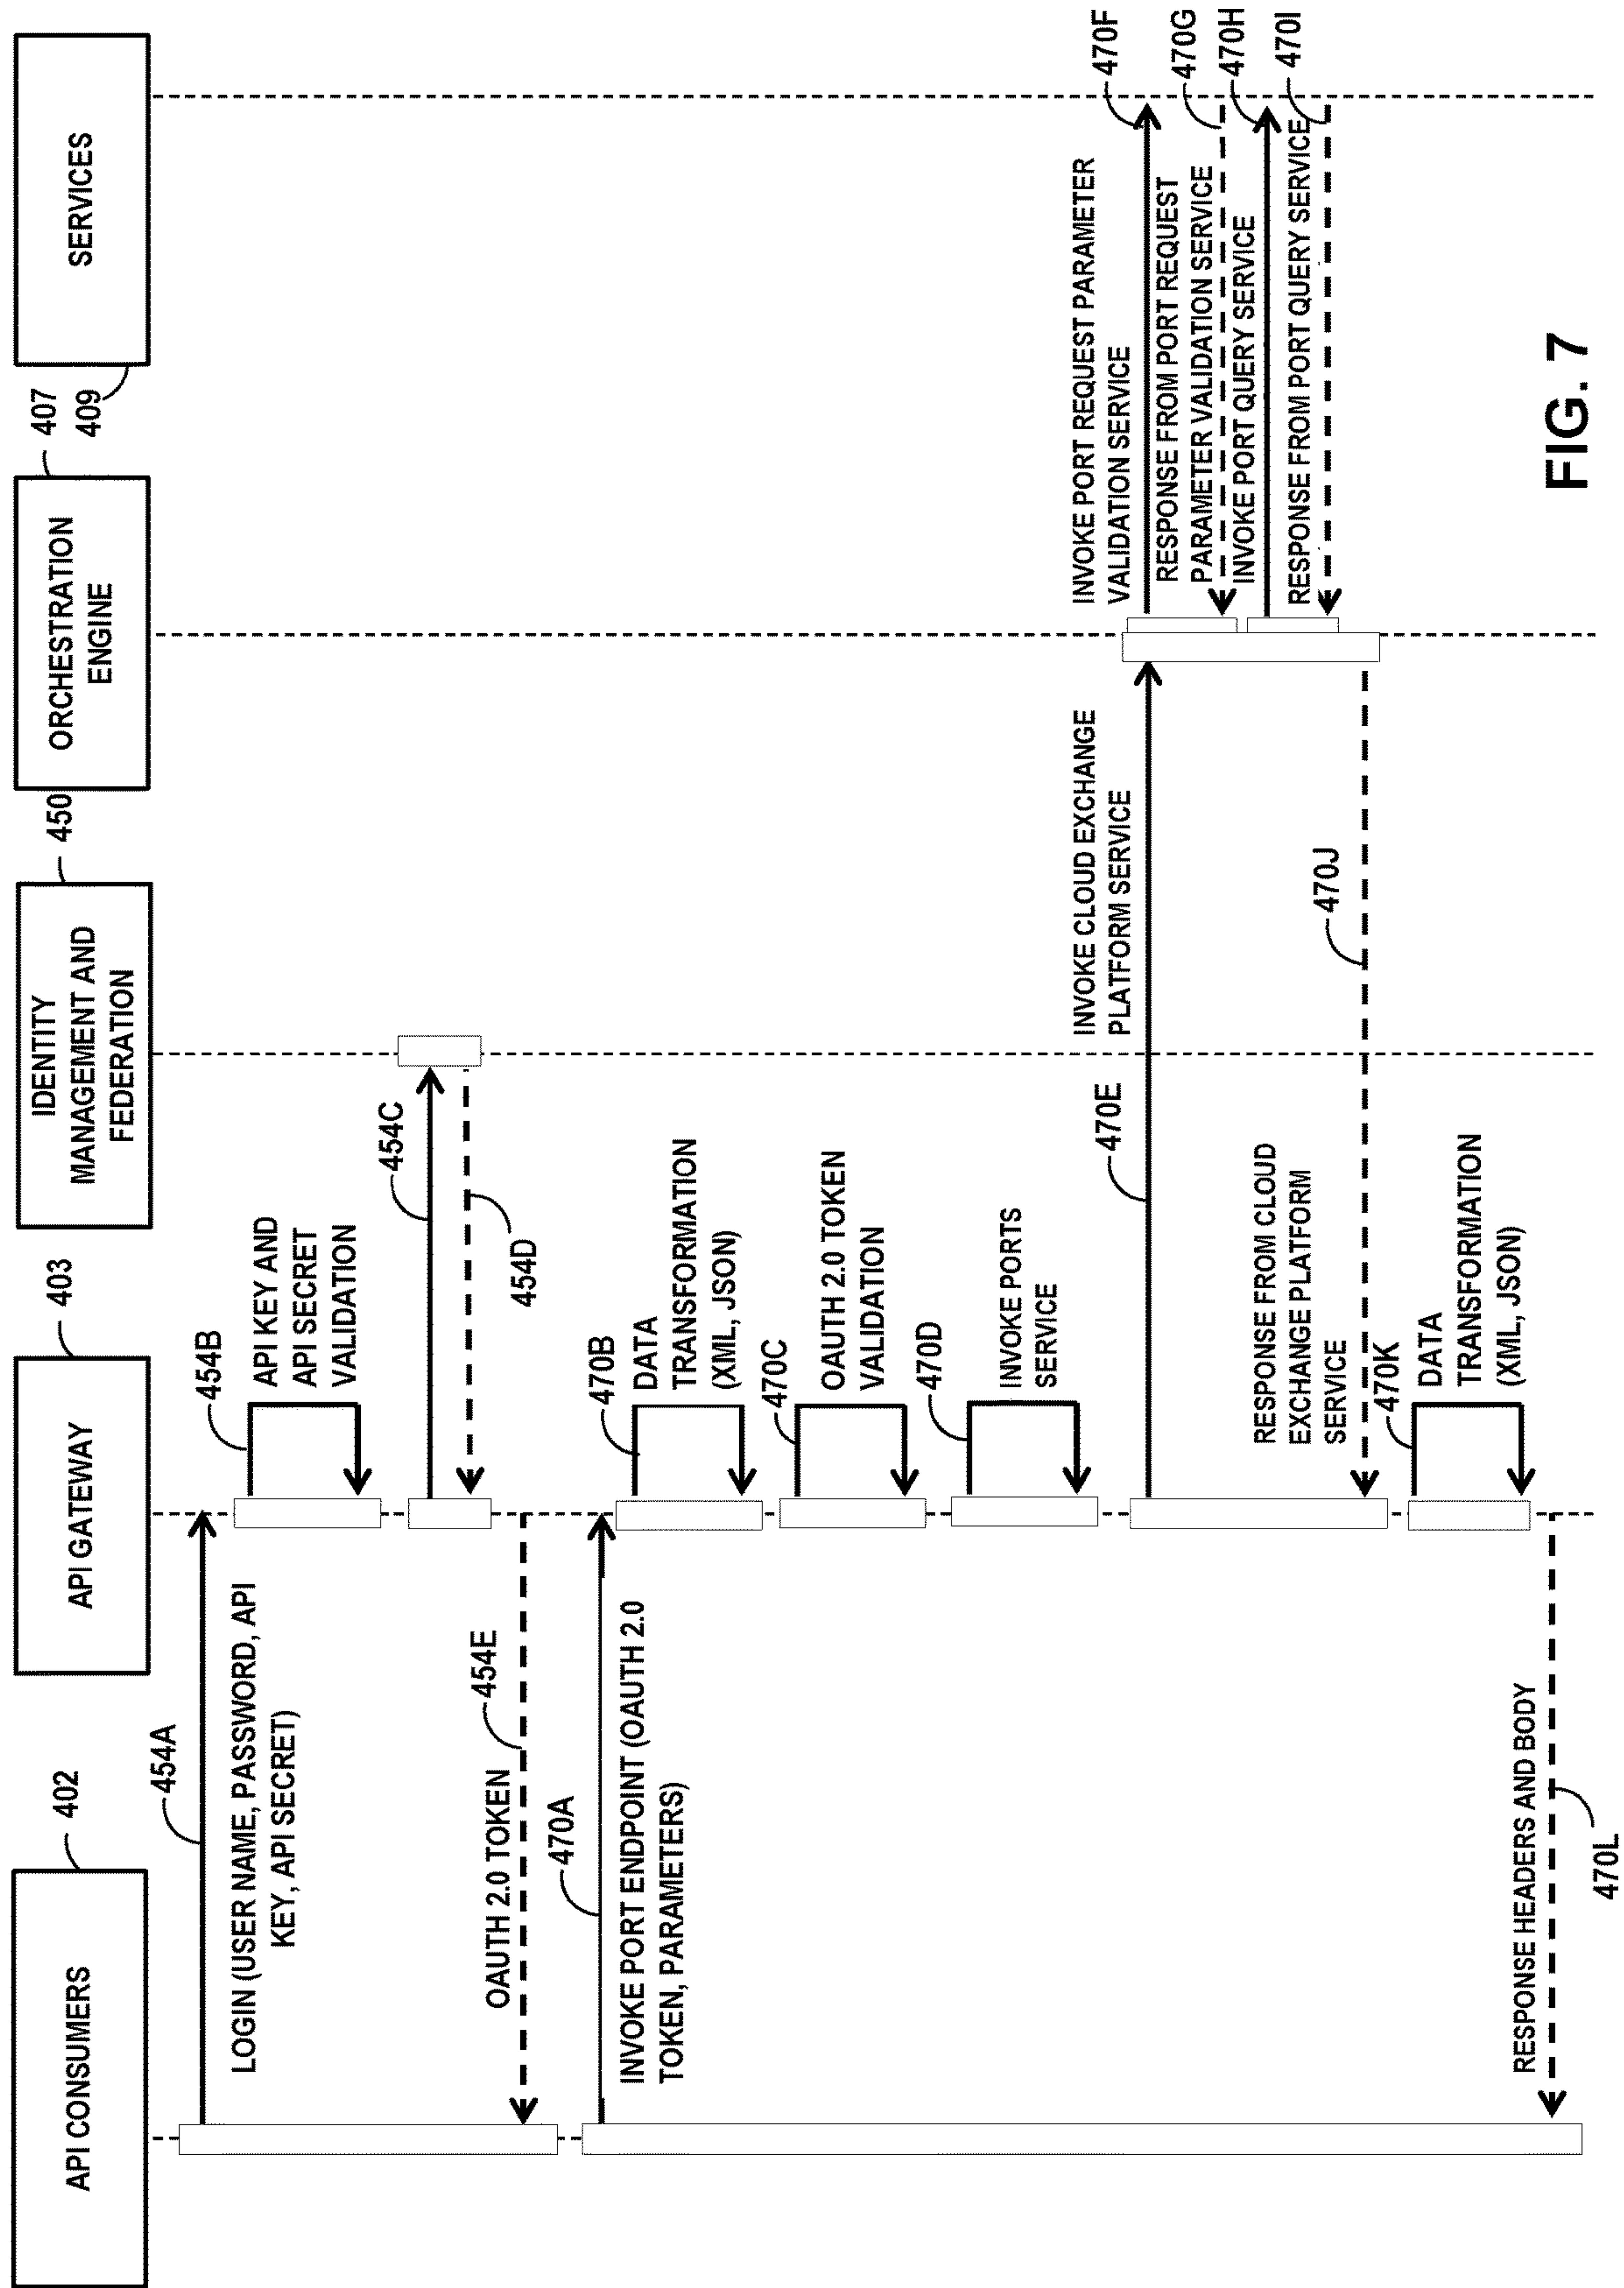 API CONSUMERS
402
API GATEWAY
403
IDENTITY
MANAGEMENT AND
FEDERATION
450
ORCHESTRATION
ENGINE
407
409
SERVICES
454A
LOGIN (USER NAME, PASSWORD, API
KEY, API SECRET)
454B
API KEY AND
API SECRET
VALIDATION
454C
454D
454E
OAUTH 2.0 TOKEN
470A
INVOKE PORT ENDPOINT (OAUTH 2.0
TOKEN, PARAMETERS)
470B
DATA
TRANSFORMATION
(XML, JSON)
470C
OAUTH 2.0 TOKEN
VALIDATION
470D
INVOKE PORTS
SERVICE
470E
INVOKE CLOUD EXCHANGE
PLATFORM SERVICE
INVOKE PORT REQUEST PARAMETER
VALIDATION SERVICE
470F
RESPONSE FROM PORT REQUEST
PARAMETER VALIDATION SERVICE
470G
INVOKE PORT QUERY SERVICE
470H
RESPONSE FROM PORT QUERY SERVICE
470I
RESPONSE FROM CLOUD
EXCHANGE PLATFORM
SERVICE
470J
470K
DATA
TRANSFORMATION
(XML, JSON)
RESPONSE HEADERS AND BODY
470L
FIG. 7